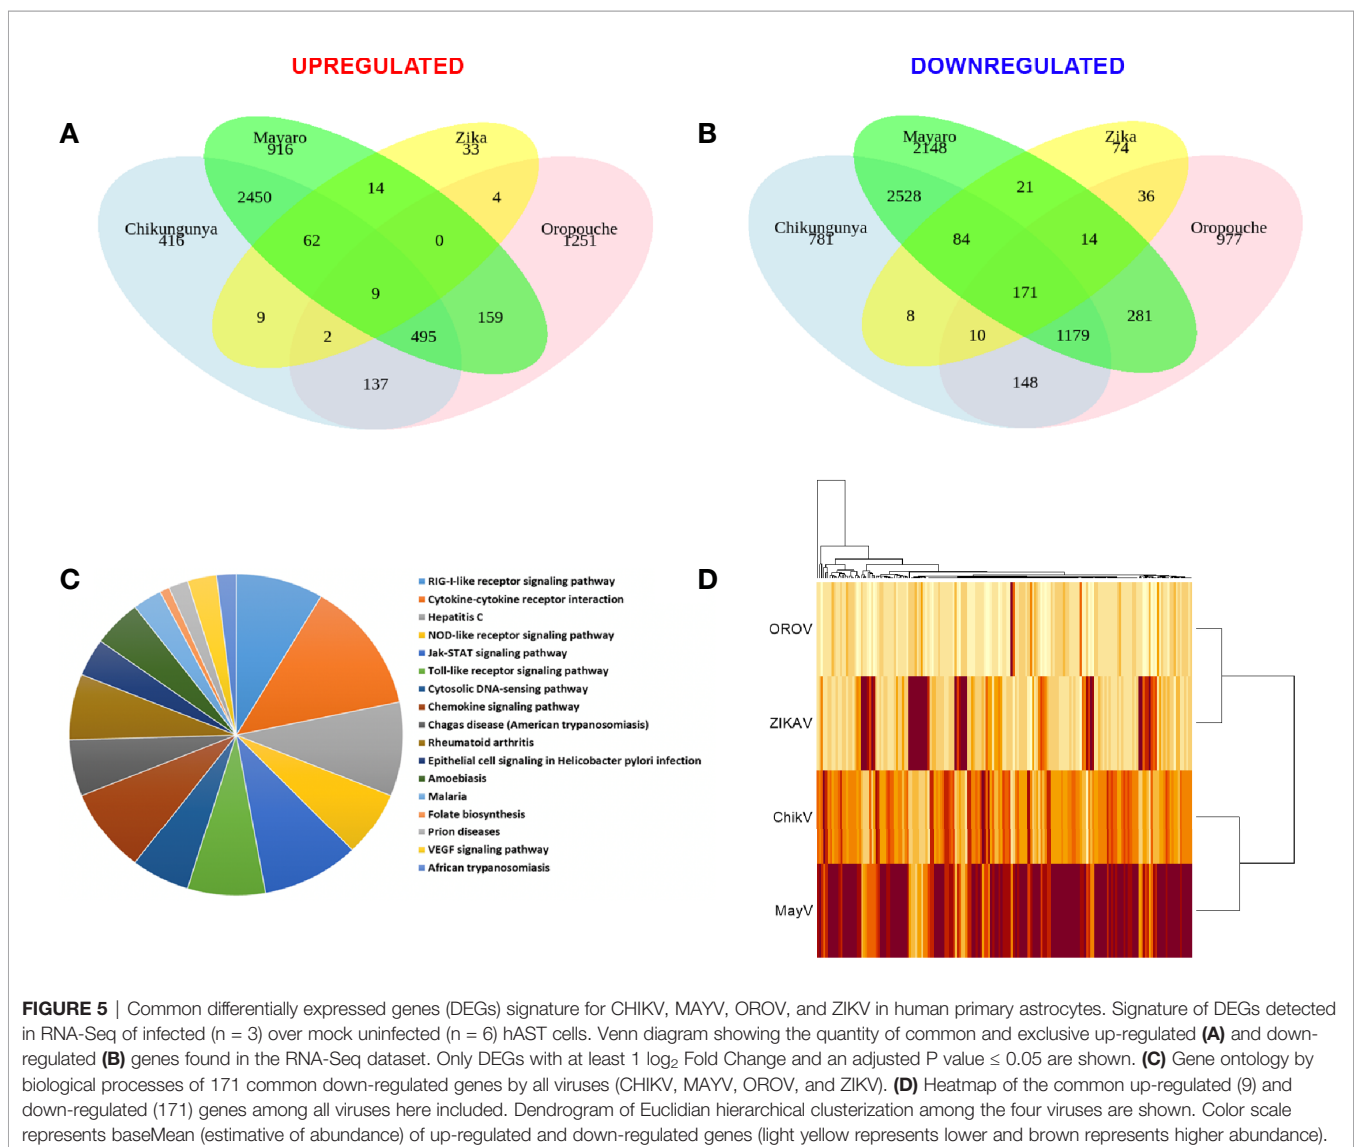 UPREGULATED
DOWNREGULATED
A
Mayaro
916
Zika
33
2450
14
4
Chikungunya
416
62
0
Oropouche
1251
9
9
2
495
159
137
B
Mayaro
2148
Zika
74
2528
21
36
Chikungunya
781
84
14
Oropouche
977
171
8
10
1179
281
148
C
RIG-I-like receptor signaling pathway
Cytokine-cytokine receptor interaction
Hepatitis C
NOD-like receptor signaling pathway
Jak-STAT signaling pathway
Toll-like receptor signaling pathway
Cytosolic DNA-sensing pathway
Chemokine signaling pathway
Chagas disease (American trypanosomiasis)
Rheumatoid arthritis
Epithelial cell signaling in Helicobacter pylori infection
Amoebiasis
Malaria
Folate biosynthesis
Prion diseases
VEGF signaling pathway
African trypanosomiasis
D
OROV
ZIKAV
ChikV
MayV
FIGURE 5 | Common differentially expressed genes (DEGs) signature for CHIKV, MAYV, OROV, and ZIKV in human primary astrocytes. Signature of DEGs detected
in RNA-Seq of infected (n = 3) over mock uninfected (n = 6) hAST cells. Venn diagram showing the quantity of common and exclusive up-regulated (A) and down-
regulated (B) genes found in the RNA-Seq dataset. Only DEGs with at least 1 log₂ Fold Change and an adjusted P value ≤ 0.05 are shown. (C) Gene ontology by
biological processes of 171 common down-regulated genes by all viruses (CHIKV, MAYV, OROV, and ZIKV). (D) Heatmap of the common up-regulated (9) and
down-regulated (171) genes among all viruses here included. Dendrogram of Euclidian hierarchical clusterization among the four viruses are shown. Color scale
represents baseMean (estimative of abundance) of up-regulated and down-regulated genes (light yellow represents lower and brown represents higher abundance).